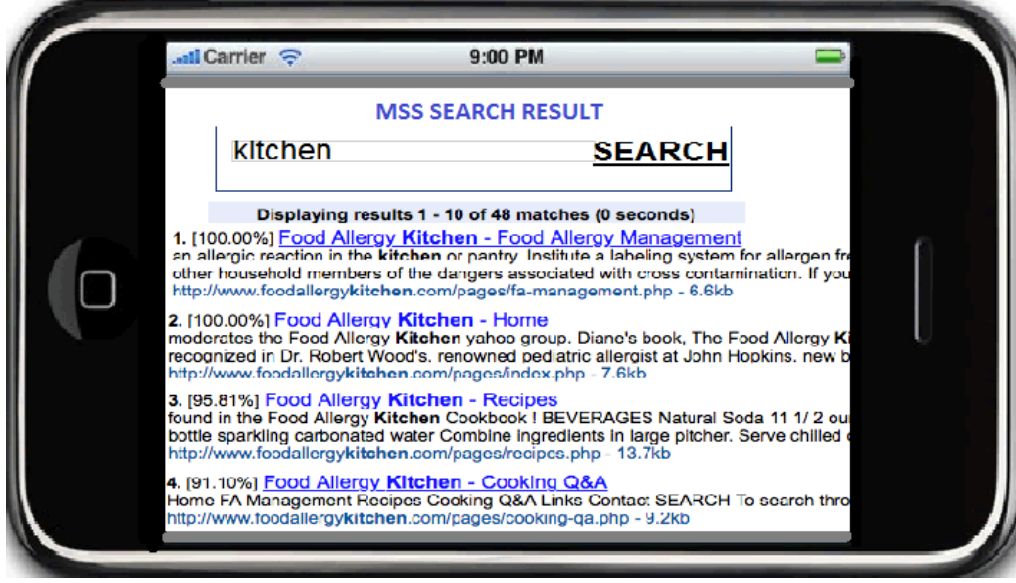 Carrier 9:00 PM
MSS SEARCH RESULT
kitchen SEARCH
Displaying results 1 - 10 of 48 matches (0 seconds)
1. [100.00%] Food Allergy Kitchen - Food Allergy Management
an allergic reaction in the kitchen or pantry. Institute a labeling system for allergen fre
other household members of the dangers associated with cross contamination. If you
http://www.foodallergykitchen.com/pages/fa-management.php - 6.6kb
2. [100.00%] Food Allergy Kitchen - Home
moderates the Food Allergy Kitchen yahoo group. Diane's book, The Food Allergy Ki
recognized in Dr. Robert Wood's, renowned pediatric allergist at John Hopkins, new b
http://www.foodallergykitchen.com/pages/index.php - 7.6kb
3. [95.81%] Food Allergy Kitchen - Recipes
found in the Food Allergy Kitchen Cookbook ! BEVERAGES Natural Soda 11 1/ 2 oun
bottle sparkling carbonated water Combine ingredients in large pitcher. Serve chilled
http://www.foodallergykitchen.com/pages/recipes.php - 13.7kb
4. [91.10%] Food Allergy Kitchen - Cooking Q&A
Home FA Management Recipes Cooking Q&A Links Contact SEARCH To search thro
http://www.foodallergykitchen.com/pages/cooking-qa.php - 9.2kb